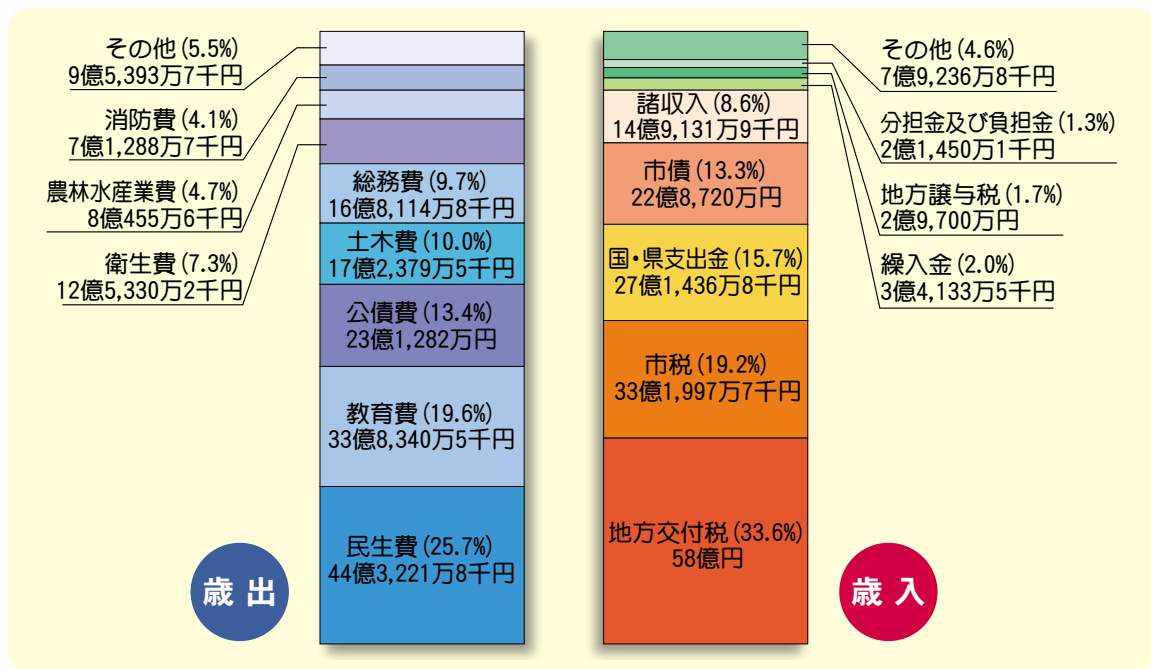 その他(5.5%)
9億5,393万7千円
消防費(4.1%)
7億1,288万7千円
農林水産業費(4.7%)
8億455万6千円
衛生費(7.3%)
12億5,330万2千円
総務費(9.7%)
16億8,114万8千円
土木費(10.0%)
17億2,379万5千円
公債費(13.4%)
23億1,282万円
教育費(19.6%)
33億8,340万5千円
民生費(25.7%)
44億3,221万8千円
歳出
その他(4.6%)
7億9,236万8千円
分担金及び負担金(1.3%)
2億1,450万1千円
地方譲与税(1.7%)
2億9,700万円
繰入金(2.0%)
3億4,133万5千円
諸収入(8.6%)
14億9,131万9千円
市債(13.3%)
22億8,720万円
国・県支出金(15.7%)
27億1,436万8千円
市税(19.2%)
33億1,997万7千円
地方交付税(33.6%)
58億円
歳入